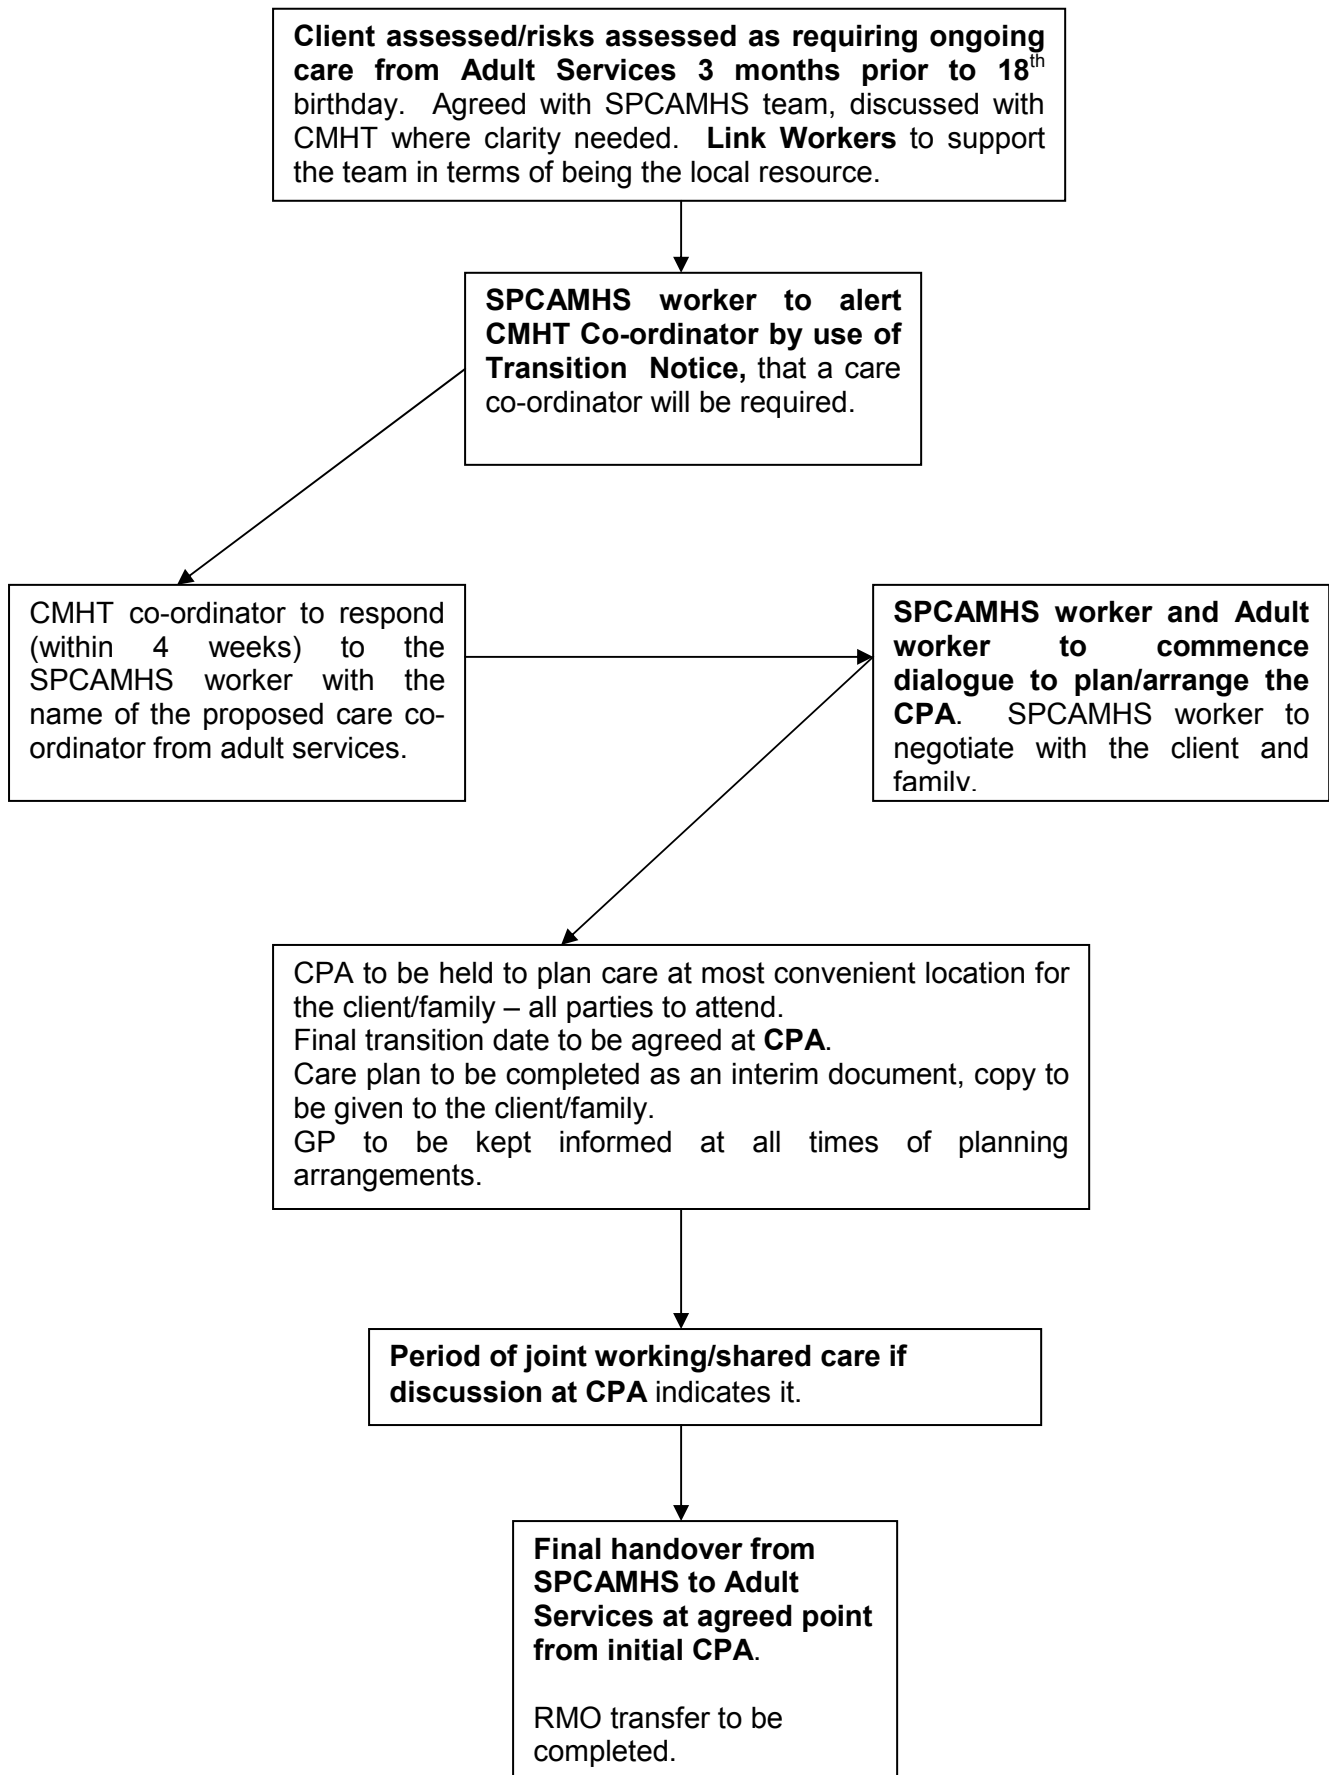 Client assessed/risks assessed as requiring ongoing
care from Adult Services 3 months prior to 18th
birthday. Agreed with SPCAMHS team, discussed with
CMHT where clarity needed. Link Workers to support
the team in terms of being the local resource.
SPCAMHS worker to alert
CMHT Co-ordinator by use of
Transition Notice, that a care
co-ordinator will be required.
CMHT co-ordinator to respond
(within 4 weeks) to the
SPCAMHS worker with the
name of the proposed care co-
ordinator from adult services.
SPCAMHS worker and Adult
worker to commence
dialogue to plan/arrange the
CPA. SPCAMHS worker to
negotiate with the client and
family.
CPA to be held to plan care at most convenient location for
the client/family – all parties to attend.
Final transition date to be agreed at CPA.
Care plan to be completed as an interim document, copy to
be given to the client/family.
GP to be kept informed at all times of planning
arrangements.
Period of joint working/shared care if
discussion at CPA indicates it.
Final handover from
SPCAMHS to Adult
Services at agreed point
from initial CPA.
RMO transfer to be
completed.